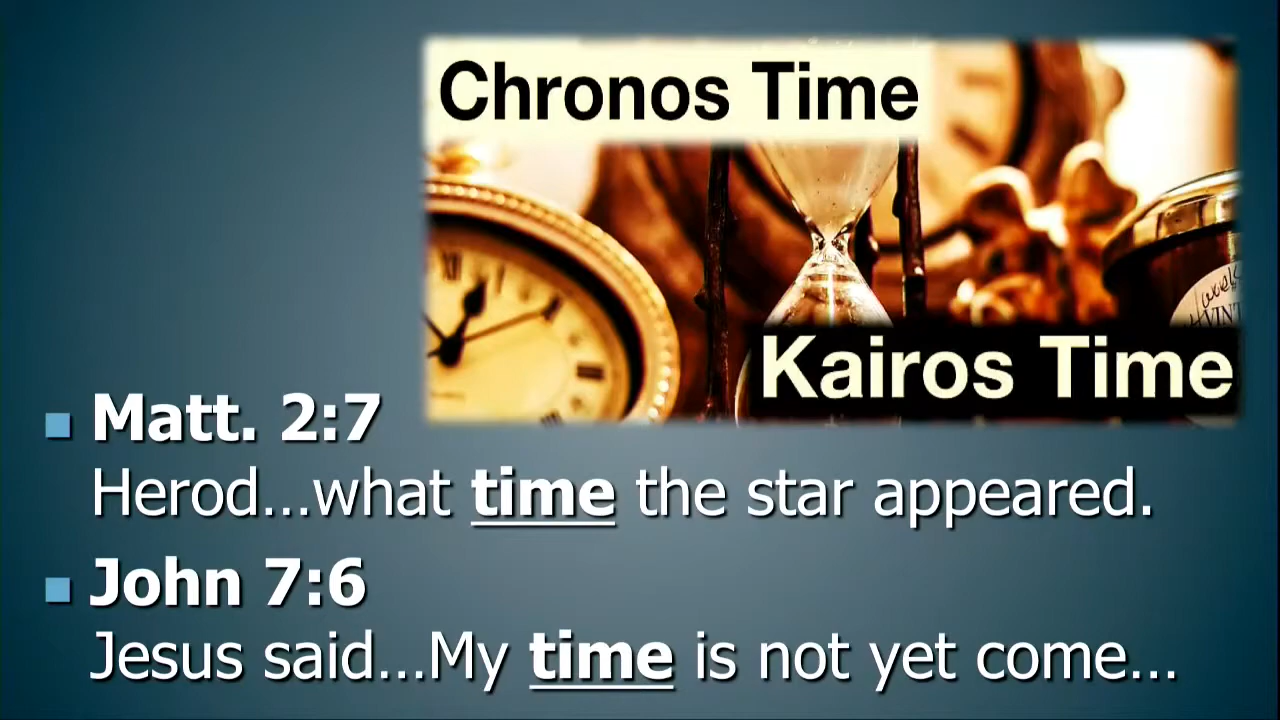 Chronos Time
Kairos Time
Matt. 2:7
Herod...what time the star appeared.
John 7:6
Jesus said...My time is not yet come...